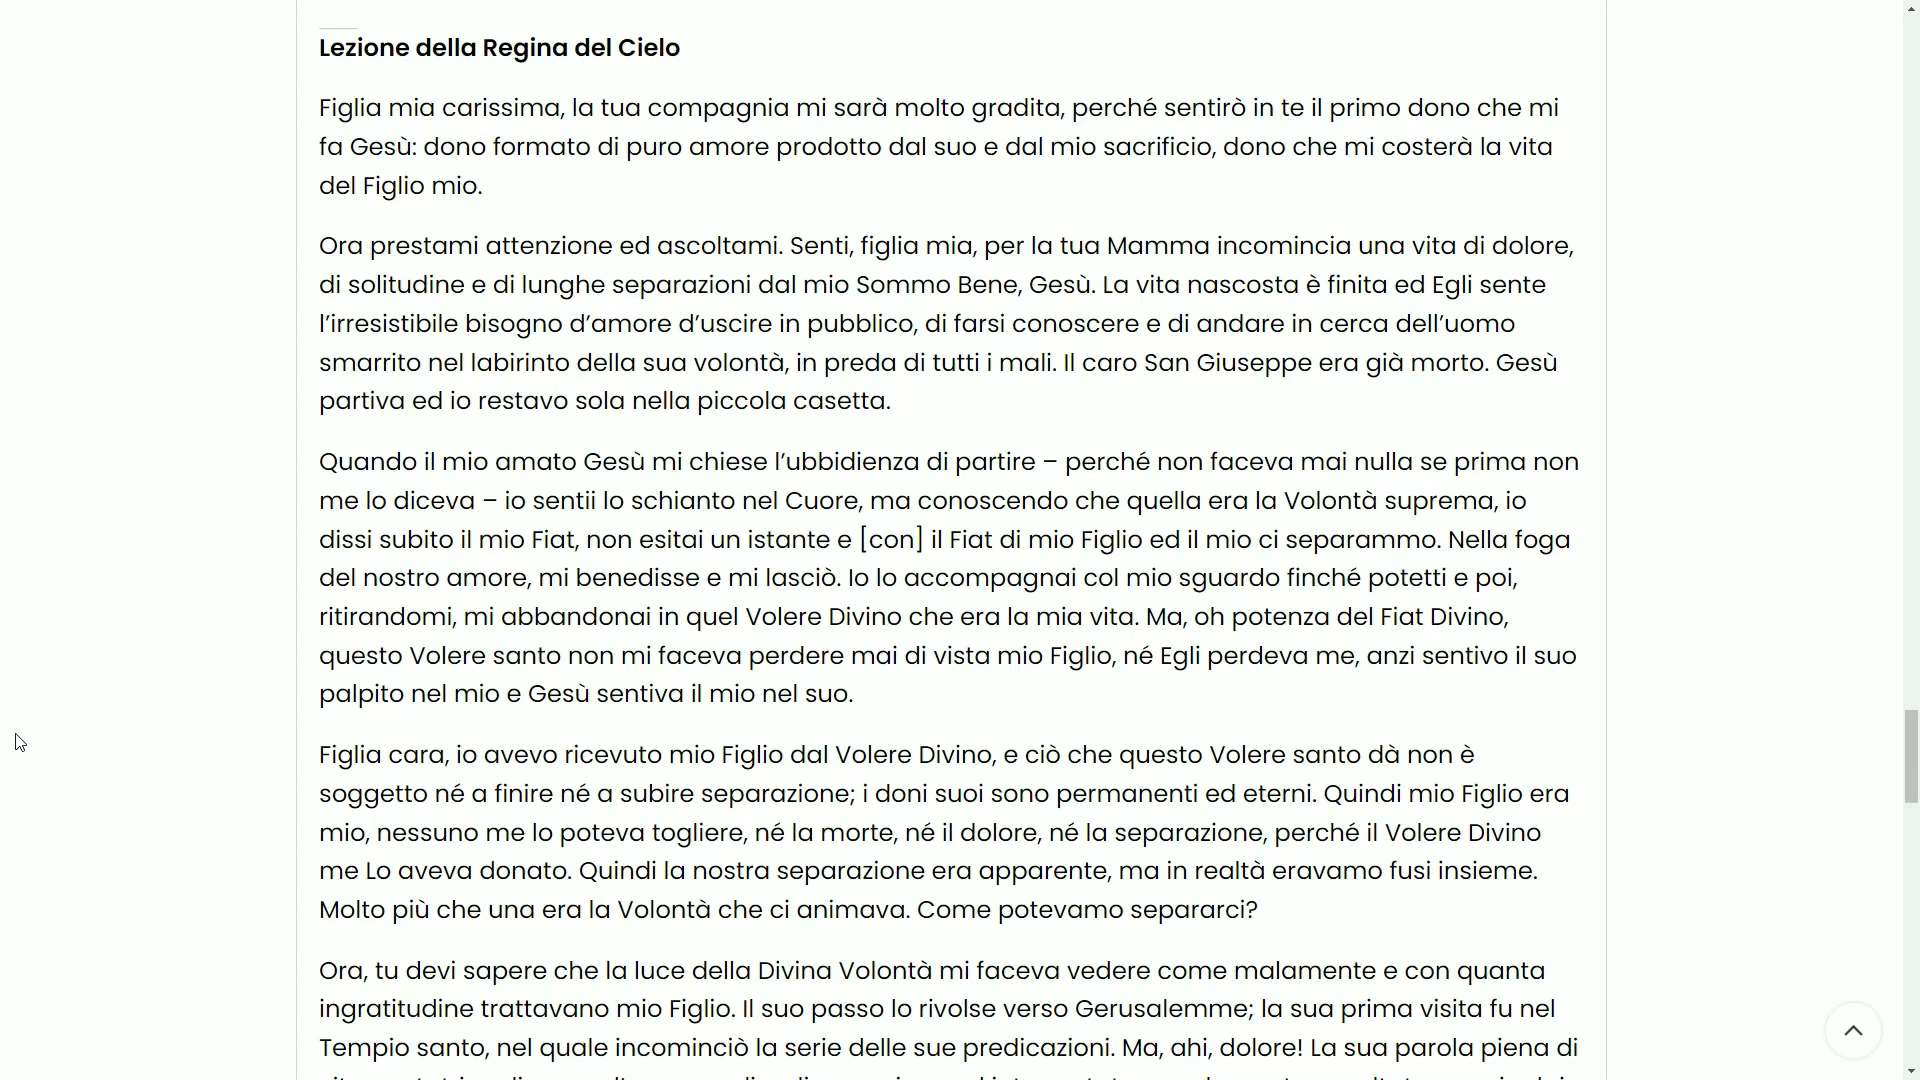 Lezione della Regina del Cielo
Figlia mia carissima, la tua compagnia mi sarà molto gradita, perché sentirò in te il primo dono che mi
fa Gesù: dono formato di puro amore prodotto dal suo e dal mio sacrificio, dono che mi costerà la vita
del Figlio mio.
Ora prestami attenzione ed ascoltami. Senti, figlia mia, per la tua Mamma incomincia una vita di dolore,
di solitudine e di lunghe separazioni dal mio Sommo Bene, Gesù. La vita nascosta è finita ed Egli sente
l’irresistibile bisogno d’amore d’uscire in pubblico, di farsi conoscere e di andare in cerca dell’uomo
smarrito nel labirinto della sua volontà, in preda di tutti i mali. Il caro San Giuseppe era già morto. Gesù
partiva ed io restavo sola nella piccola casetta.
Quando il mio amato Gesù mi chiese l’ubbidienza di partire – perché non faceva mai nulla se prima non
me lo diceva – io sentii lo schianto nel Cuore, ma conoscendo che quella era la Volontà suprema, io
dissi subito il mio Fiat, non esitai un istante e [con] il Fiat di mio Figlio ed il mio ci separammo. Nella foga
del nostro amore, mi benedisse e mi lasciò. Io lo accompagnai col mio sguardo finché potetti e poi,
ritirandomi, mi abbandonai in quel Volere Divino che era la mia vita. Ma, oh potenza del Fiat Divino,
questo Volere santo non mi faceva perdere mai di vista mio Figlio, né Egli perdeva me, anzi sentivo il suo
palpito nel mio e Gesù sentiva il mio nel suo.
Figlia cara, io avevo ricevuto mio Figlio dal Volere Divino, e ciò che questo Volere santo dà non è
soggetto né a finire né a subire separazione; i doni suoi sono permanenti ed eterni. Quindi mio Figlio era
mio, nessuno me lo poteva togliere, né la morte, né il dolore, né la separazione, perché il Volere Divino
me Lo aveva donato. Quindi la nostra separazione era apparente, ma in realtà eravamo fusi insieme.
Molto più che una era la Volontà che ci animava. Come potevamo separarci?
Ora, tu devi sapere che la luce della Divina Volontà mi faceva vedere come malamente e con quanta
ingratitudine trattavano mio Figlio. Il suo passo lo rivolse verso Gerusalemme; la sua prima visita fu nel
Tempio santo, nel quale incominciò la serie delle sue predicazioni. Ma, ahi, dolore! La sua parola piena di